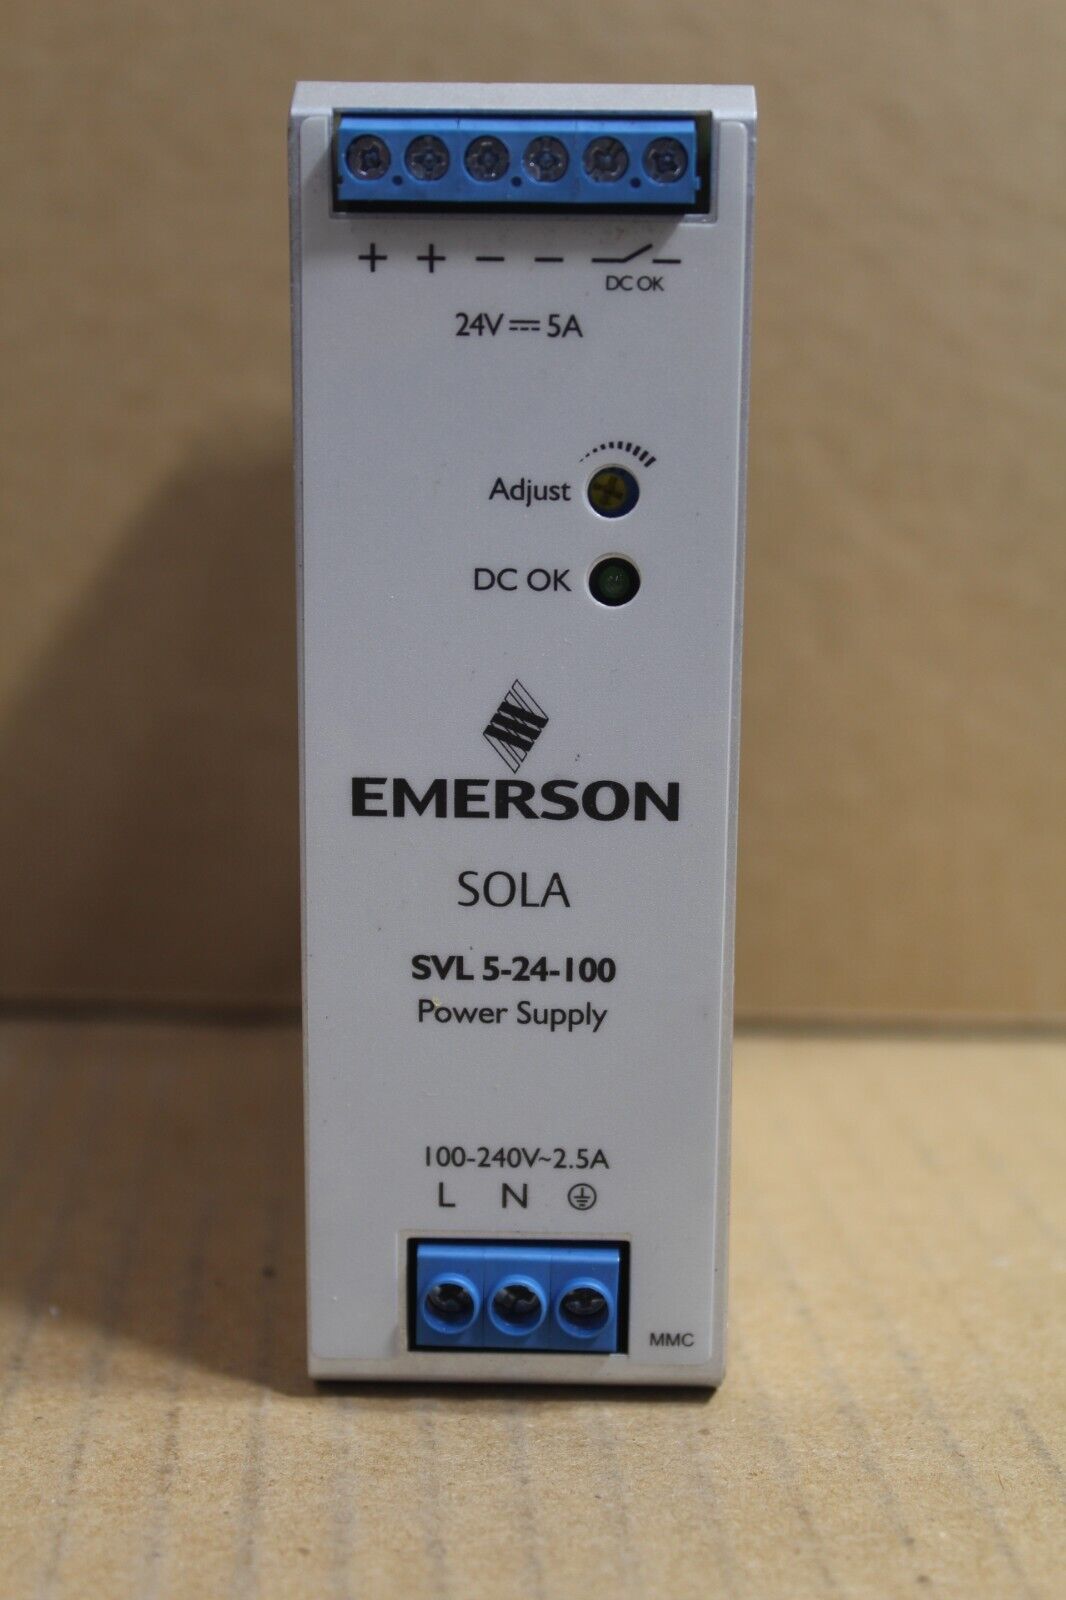 + + – –
DC OK
24V ⎓ 5A
Adjust
DC OK
EMERSON
SOLA
SVL 5-24-100
Power Supply
100-240V~2.5A
L N ⏚
MMC